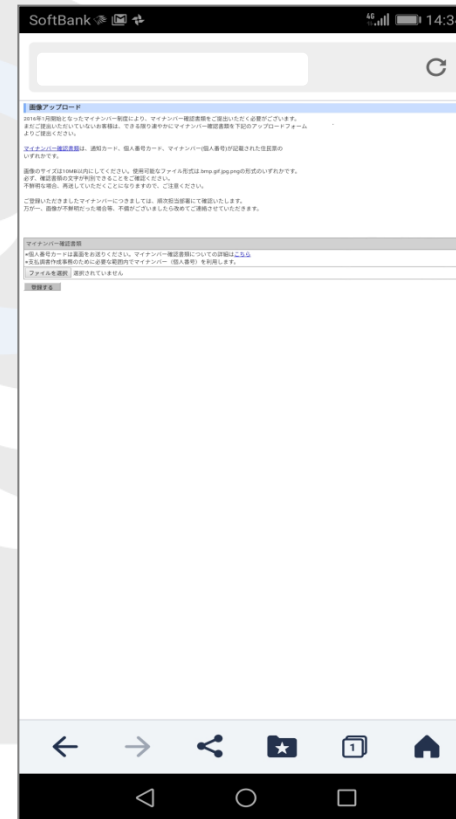 SoftBank
46
14:34
画像アップロード
2016年1月開始となったマイナンバー制度により、マイナンバー確認書類をご提出いただく必要がございます。
まだご提出いただいていないお客様は、できる限り速やかにマイナンバー確認書類を下記のアップロードフォーム
よりご提出ください。
マイナンバー確認書類は、通知カード、個人番号カード、マイナンバー(個人番号)が記載された住民票の
いずれかです。
画像のサイズは10MB以内にしてください。使用可能なファイル形式は.bmp.gif.jpg.pngの形式のいずれかです。
必ず、確認書類の文字が判別できることをご確認ください。
不鮮明な場合、再送していただくことになりますので、ご注意ください。
ご登録いただきましたマイナンバーにつきましては、順次担当部署にて確認いたします。
万が一、画像が不鮮明だった場合等、不備がございましたら改めてご連絡させていただきます。
マイナンバー確認書類
※個人番号カードは裏面をお送りください。マイナンバー確認書類についての詳細はこちら
※支払調書作成事務のために必要な範囲内でマイナンバー（個人番号）を利用します。
ファイルを選択 選択されていません
登録する
1